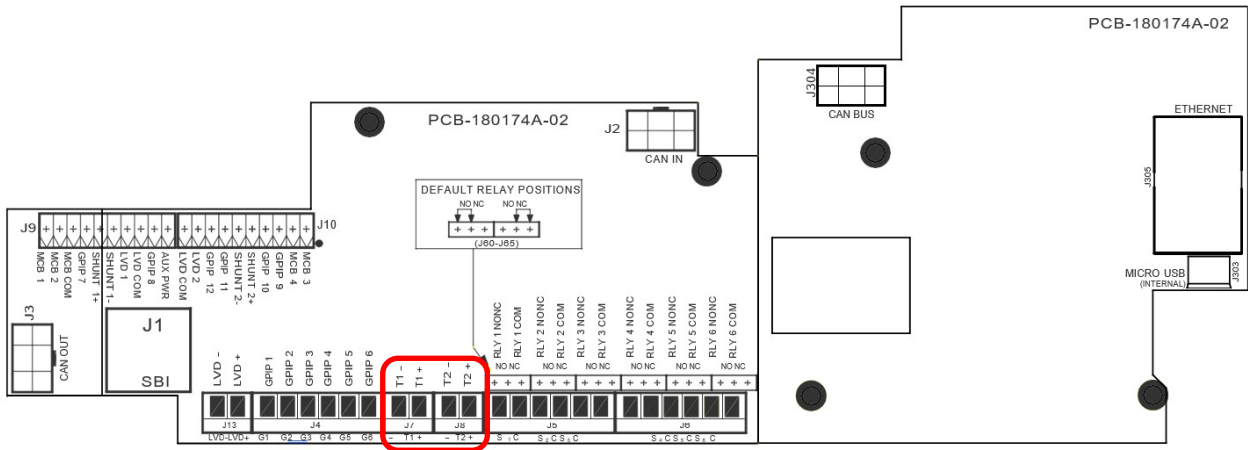 PCB-180174A-02
PCB-180174A-02
J304
CAN BUS
ETHERNET
J305
J303
MICRO USB
(INTERNAL)
J2
CAN IN
DEFAULT RELAY POSITIONS
NO NC NO NC
(J60-J65)
J9
J10
MCB 1
MCB 2
MCB COM
GPIP 7
SHUNT 1+
SHUNT 1-
LVD 1
LVD COM
GPIP 8
AUX PWR
LVD COM
LVD 2
GPIP 12
GPIP 11
SHUNT 2-
SHUNT 2+
GPIP 10
GPIP 9
MCB 4
MCB 3
J3
CAN OUT
J1
SBI
LVD -
LVD +
GPIP 1
GPIP 2
GPIP 3
GPIP 4
GPIP 5
GPIP 6
T1 -
T1 +
T2 -
T2 +
RLY 1 NONC
RLY 1 COM
RLY 2 NONC
RLY 2 COM
RLY 3 NONC
RLY 3 COM
RLY 4 NONC
RLY 4 COM
RLY 5 NONC
RLY 5 COM
RLY 6 NONC
RLY 6 COM
NO NC NO NC NO NC NO NC NO NC NO NC
J13 J4 J7 J8 J5 J6
LVD-LVD+ G1 G2 G3 G4 G5 G6 - T1 + - T2 + S 1 C S 2 C S 3 C S 4 C S 5 C S 6 C